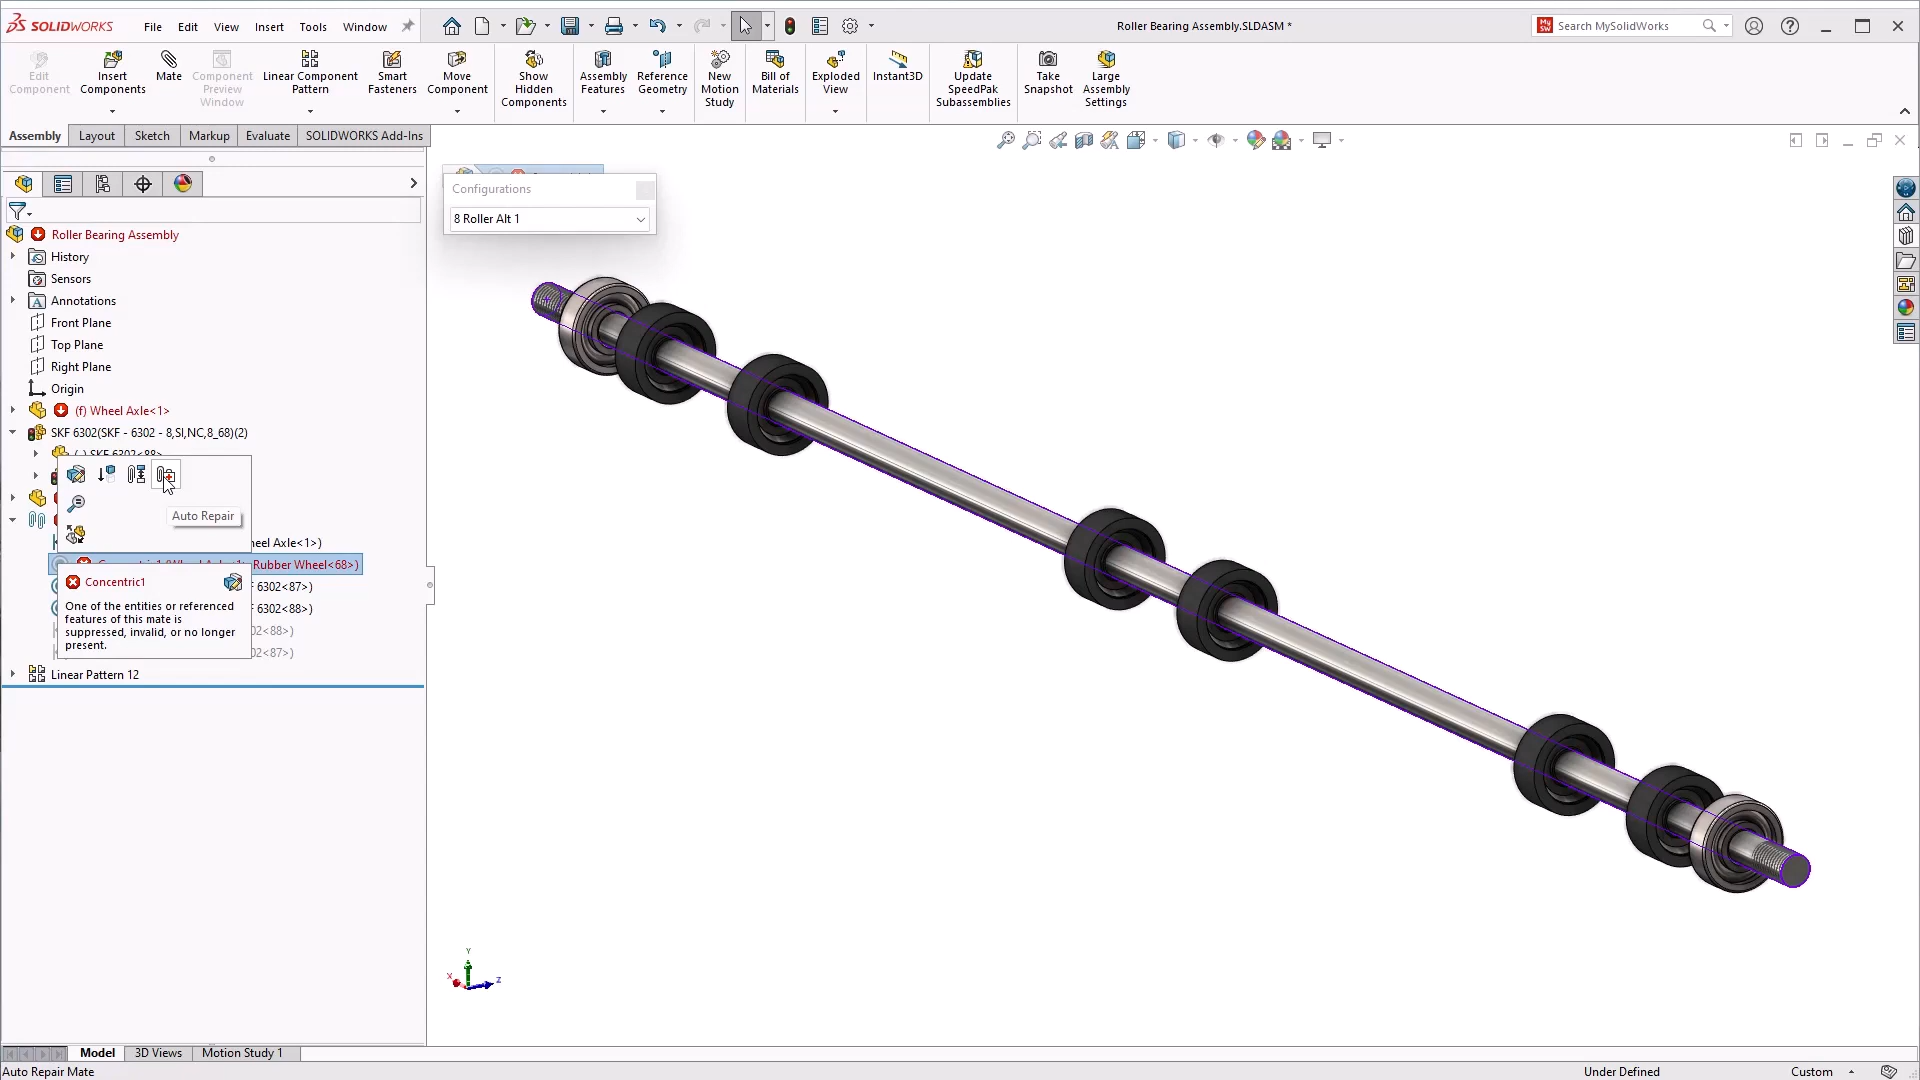 SOLIDWORKS File Edit View Insert Tools Window
Roller Bearing Assembly.SLDASM *
Search MySolidWorks
Edit Component
Insert Components
Mate
Component Preview Window
Linear Component Pattern
Smart Fasteners
Move Component
Show Hidden Components
Assembly Features
Reference Geometry
New Motion Study
Bill of Materials
Exploded View
Instant3D
Update SpeedPak Subassemblies
Take Snapshot
Large Assembly Settings
Assembly Layout Sketch Markup Evaluate SOLIDWORKS Add-Ins
Configurations
8 Roller Alt 1
Roller Bearing Assembly
History
Sensors
Annotations
Front Plane
Top Plane
Right Plane
Origin
(f) Wheel Axle<1>
SKF 6302(SKF - 6302 - 8,SI,NC,8_68)(2)
(-) SKF 6302<88>
Auto Repair
heel Axle<1>)
Rubber Wheel<68>)
Concentric1
6302<87>)
One of the entities or referenced
features of this mate is
suppressed, invalid, or no longer
present.
6302<88>)
02<88>)
02<87>)
Linear Pattern 12
Y
X
Z
Model 3D Views Motion Study 1
Auto Repair Mate
Under Defined
Custom